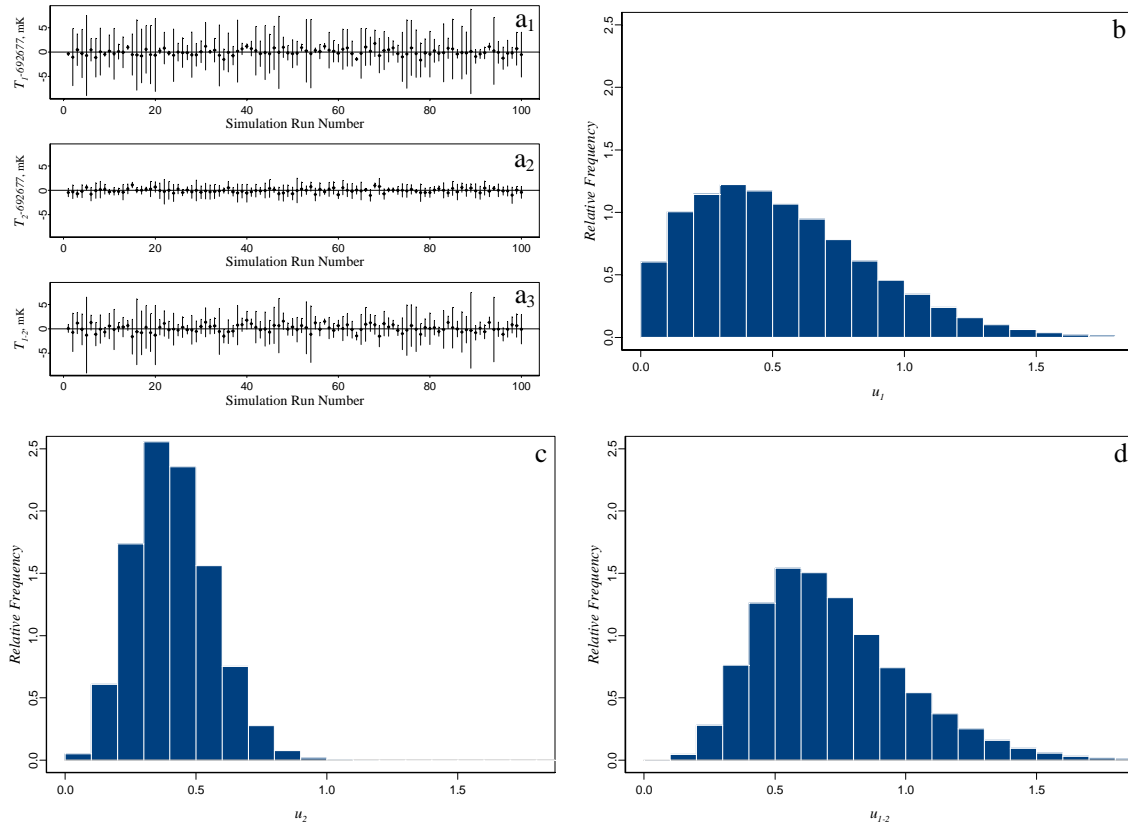 a1
T1-692677, mK
-5 0 5
0 20 40 60 80 100
Simulation Run Number
a2
T2-692677, mK
-5 0 5
0 20 40 60 80 100
Simulation Run Number
a3
T1-2, mK
-5 0 5
0 20 40 60 80 100
Simulation Run Number
b
Relative Frequency
0.0 0.5 1.0 1.5 2.0 2.5
0.0 0.5 1.0 1.5
u1
c
Relative Frequency
0.0 0.5 1.0 1.5 2.0 2.5
0.0 0.5 1.0 1.5
u2
d
Relative Frequency
0.0 0.5 1.0 1.5 2.0 2.5
0.0 0.5 1.0 1.5
u1-2